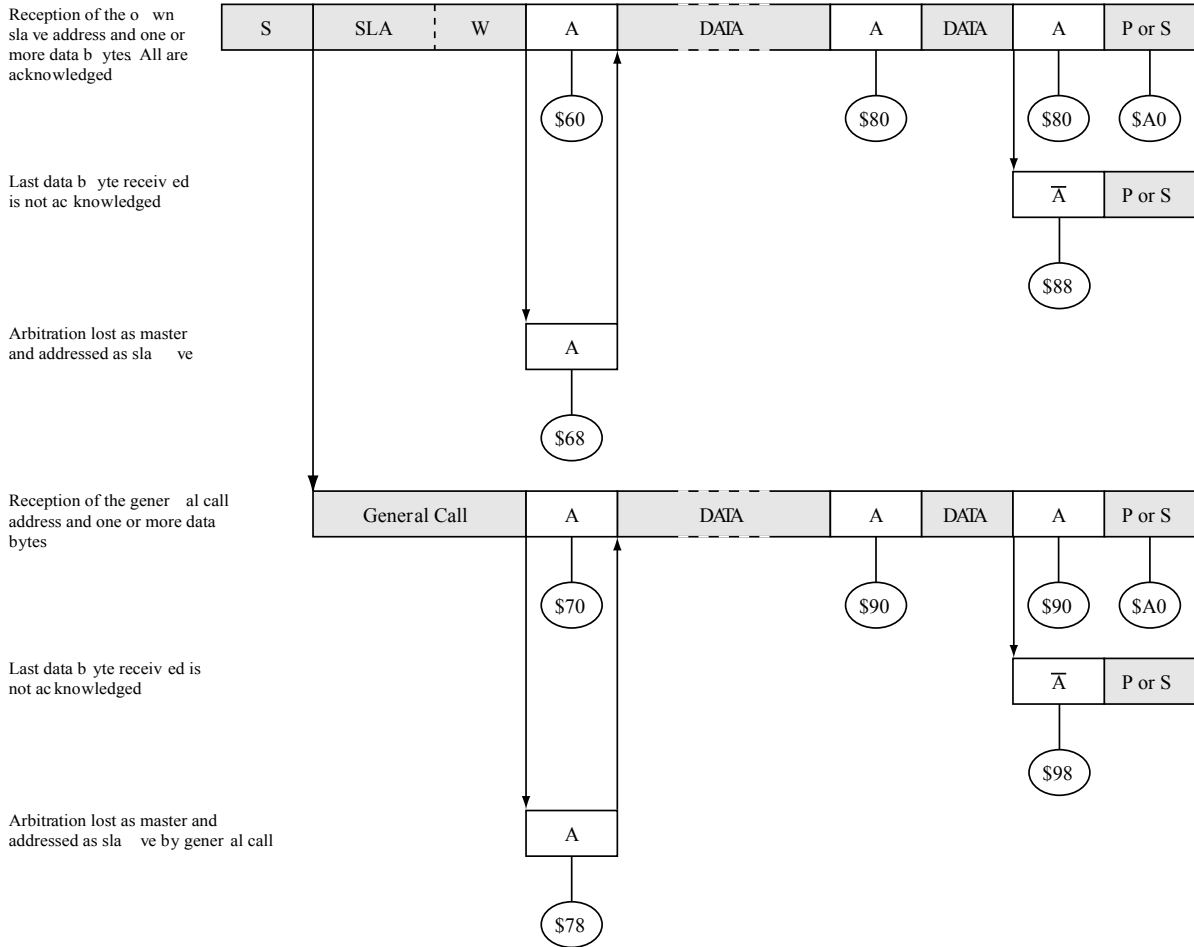 Reception of the o wn
sla ve address and one or
more data b ytes. All are
acknowledged
S SLA W A DATA A DATA A P or S
$60 $80 $80 $A0
Last data b yte receiv ed
is not ac knowledged
A̅ P or S
$88
Arbitration lost as master
and addressed as sla ve
A
$68
Reception of the gener al call
address and one or more data
bytes
General Call A DATA A DATA A P or S
$70 $90 $90 $A0
Last data b yte receiv ed is
not ac knowledged
A̅ P or S
$98
Arbitration lost as master and
addressed as sla ve by gener al call
A
$78